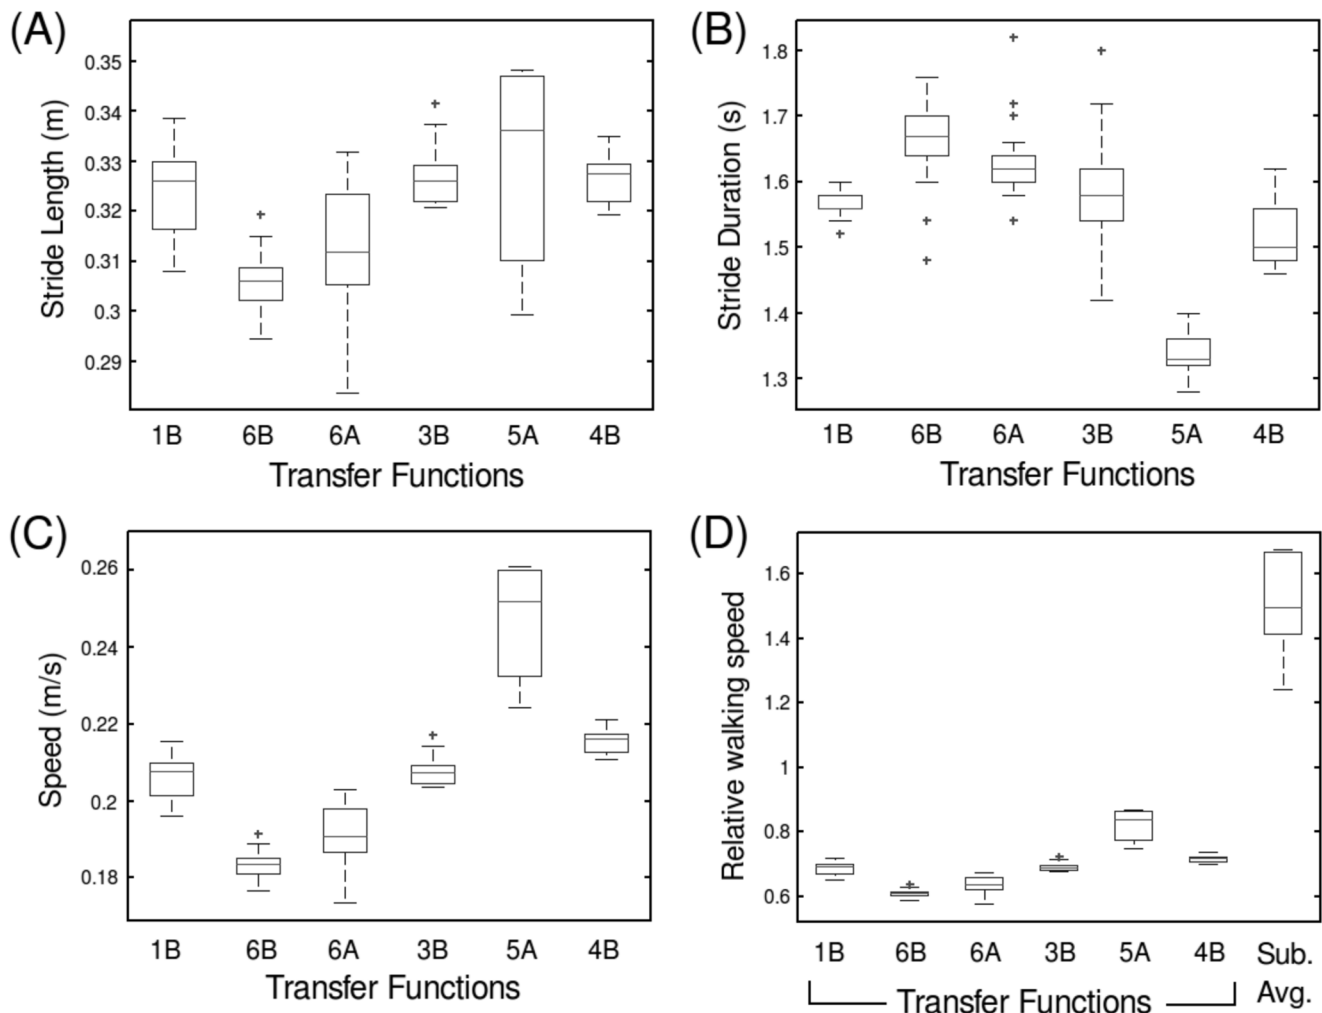 (A)
Stride Length (m)
0.35
0.34
0.33
0.32
0.31
0.3
0.29
1B 6B 6A 3B 5A 4B
Transfer Functions
(B)
Stride Duration (s)
1.8
1.7
1.6
1.5
1.4
1.3
1B 6B 6A 3B 5A 4B
Transfer Functions
(C)
Speed (m/s)
0.26
0.24
0.22
0.2
0.18
1B 6B 6A 3B 5A 4B
Transfer Functions
(D)
Relative walking speed
1.6
1.4
1.2
1
0.8
0.6
1B 6B 6A 3B 5A 4B Sub.
Transfer Functions Avg.